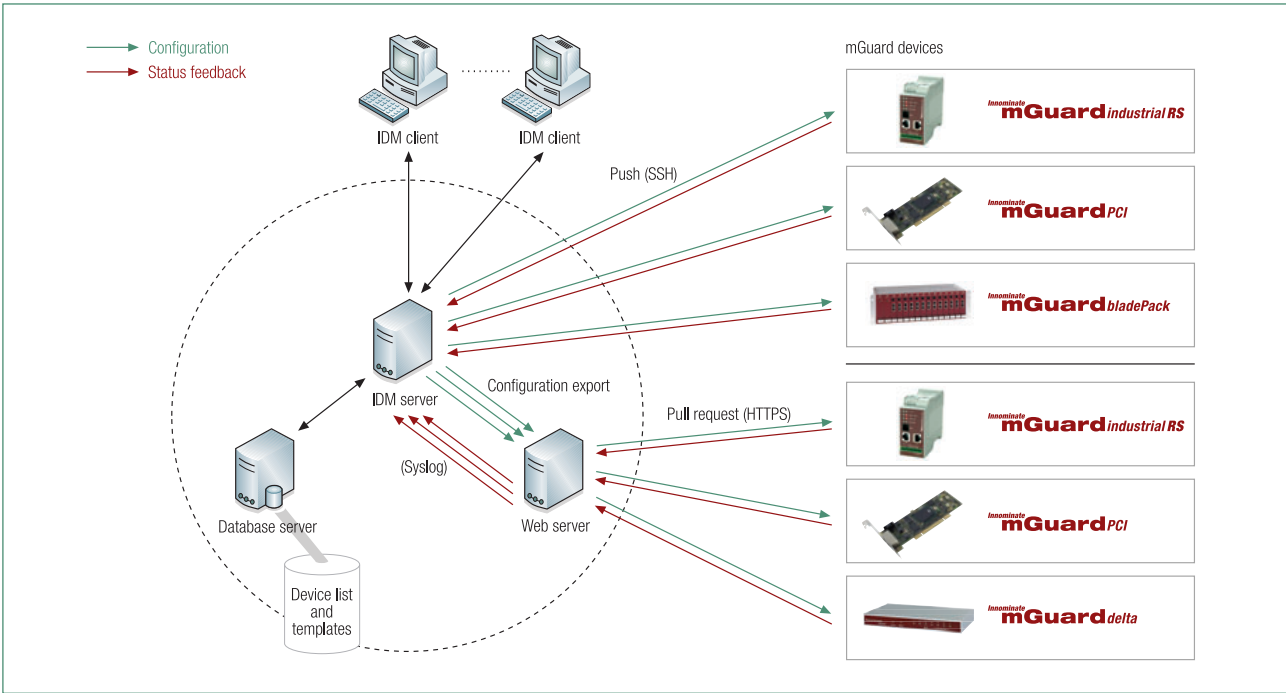 Configuration
Status feedback
IDM client
IDM client
mGuard devices
Innominate
mGuard industrial RS
Push (SSH)
Innominate
mGuard PCI
Innominate
mGuard bladePack
IDM server
Configuration export
Pull request (HTTPS)
Innominate
mGuard industrial RS
(Syslog)
Database server
Web server
Innominate
mGuard PCI
Device list
and
templates
Innominate
mGuard delta